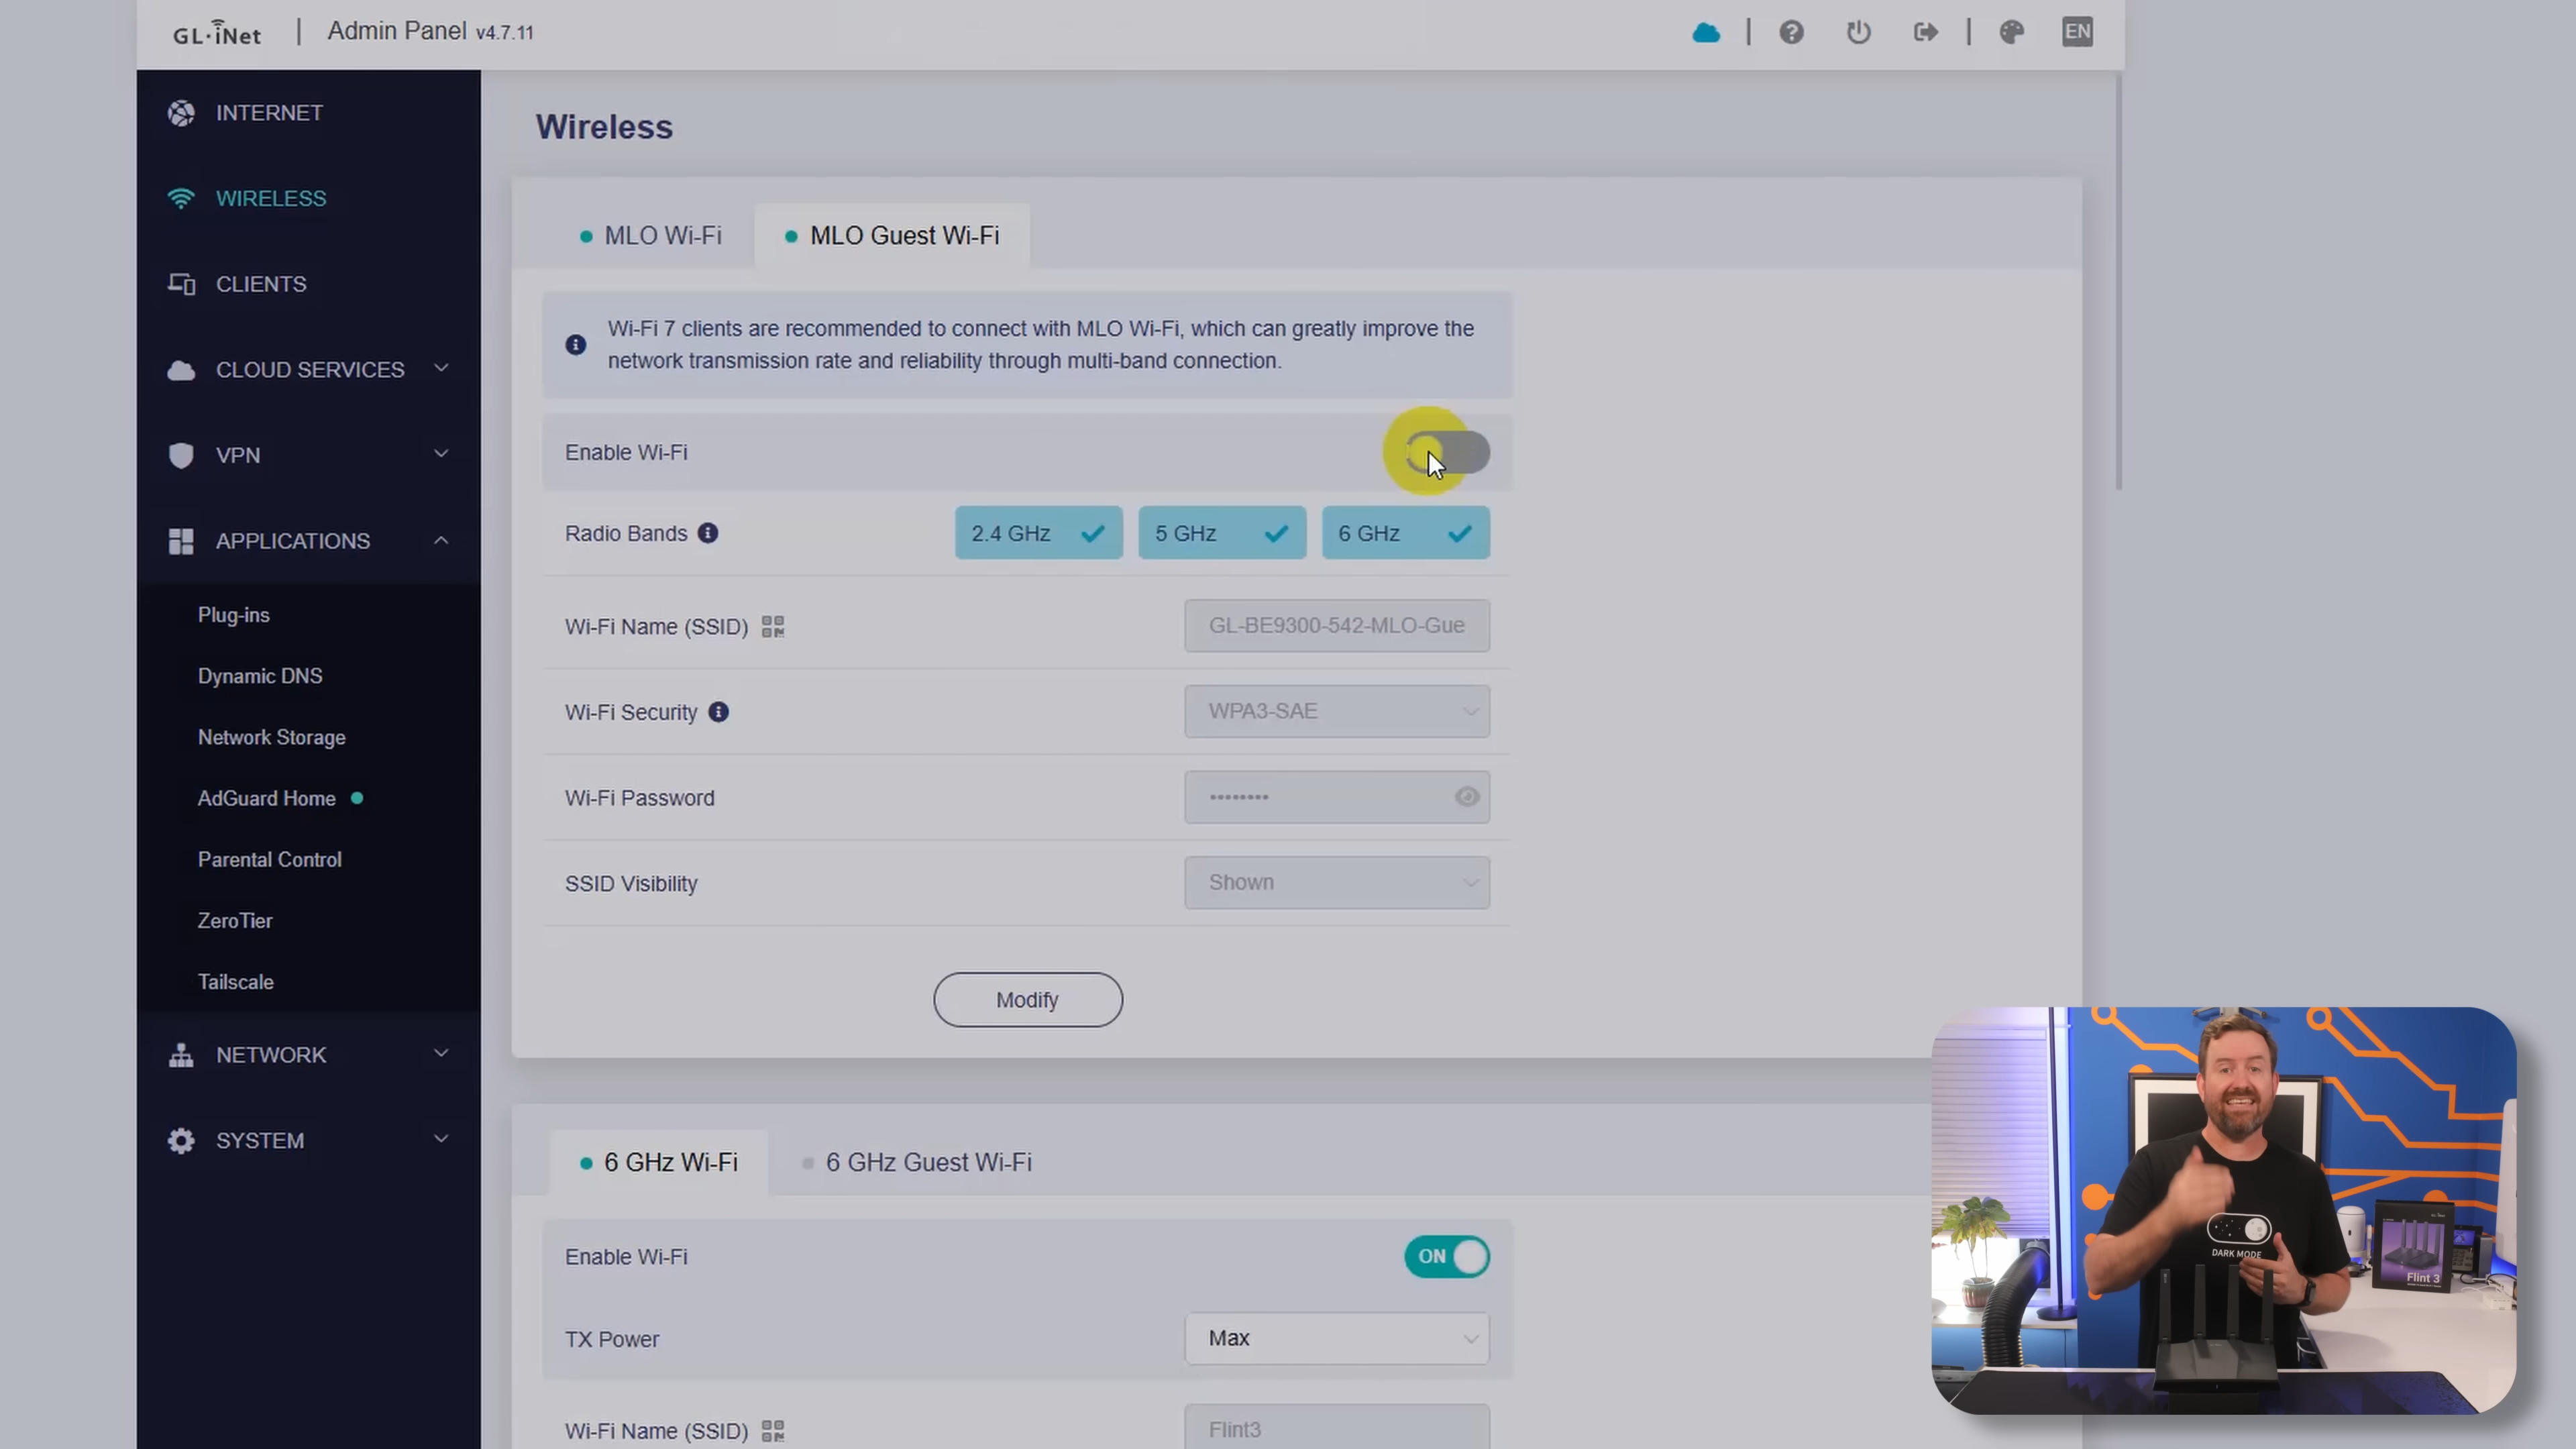 GL·iNet | Admin Panel v4.7.11
EN
INTERNET
WIRELESS
CLIENTS
CLOUD SERVICES
VPN
APPLICATIONS
Plug-ins
Dynamic DNS
Network Storage
AdGuard Home
Parental Control
ZeroTier
Tailscale
NETWORK
SYSTEM
Wireless
MLO Wi-Fi
MLO Guest Wi-Fi
Wi-Fi 7 clients are recommended to connect with MLO Wi-Fi, which can greatly improve the
network transmission rate and reliability through multi-band connection.
Enable Wi-Fi
Radio Bands
2.4 GHz
5 GHz
6 GHz
Wi-Fi Name (SSID)
GL-BE9300-542-MLO-Gue
Wi-Fi Security
WPA3-SAE
Wi-Fi Password
••••••••
SSID Visibility
Shown
Modify
6 GHz Wi-Fi
6 GHz Guest Wi-Fi
Enable Wi-Fi
ON
TX Power
Max
Wi-Fi Name (SSID)
Flint3
DARK MODE
Flint 3